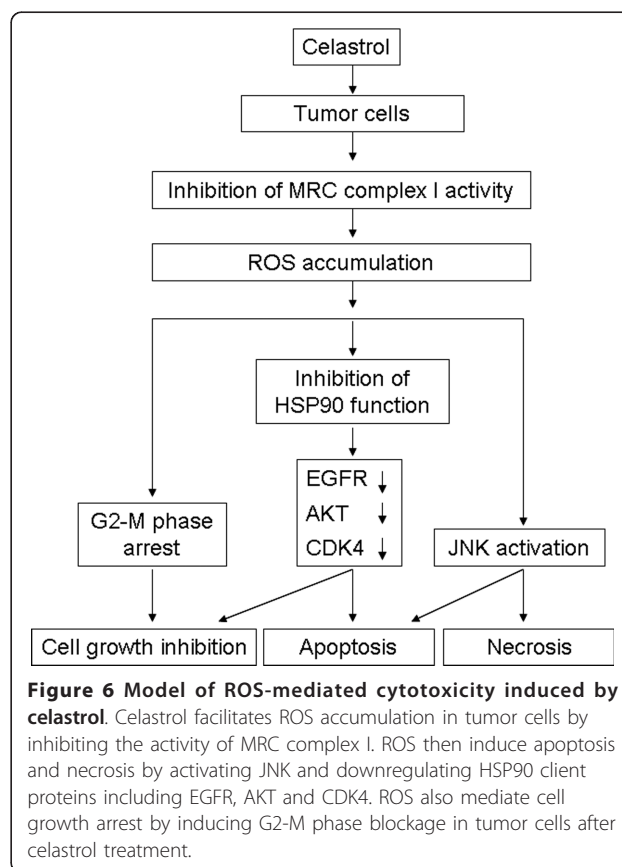 Celastrol
Tumor cells
Inhibition of MRC complex I activity
ROS accumulation
Inhibition of
HSP90 function
EGFR
AKT
CDK4
G2-M phase
arrest
JNK activation
Cell growth inhibition
Apoptosis
Necrosis
Figure 6 Model of ROS-mediated cytotoxicity induced by
celastrol. Celastrol facilitates ROS accumulation in tumor cells by
inhibiting the activity of MRC complex I. ROS then induce apoptosis
and necrosis by activating JNK and downregulating HSP90 client
proteins including EGFR, AKT and CDK4. ROS also mediate cell
growth arrest by inducing G2-M phase blockage in tumor cells after
celastrol treatment.